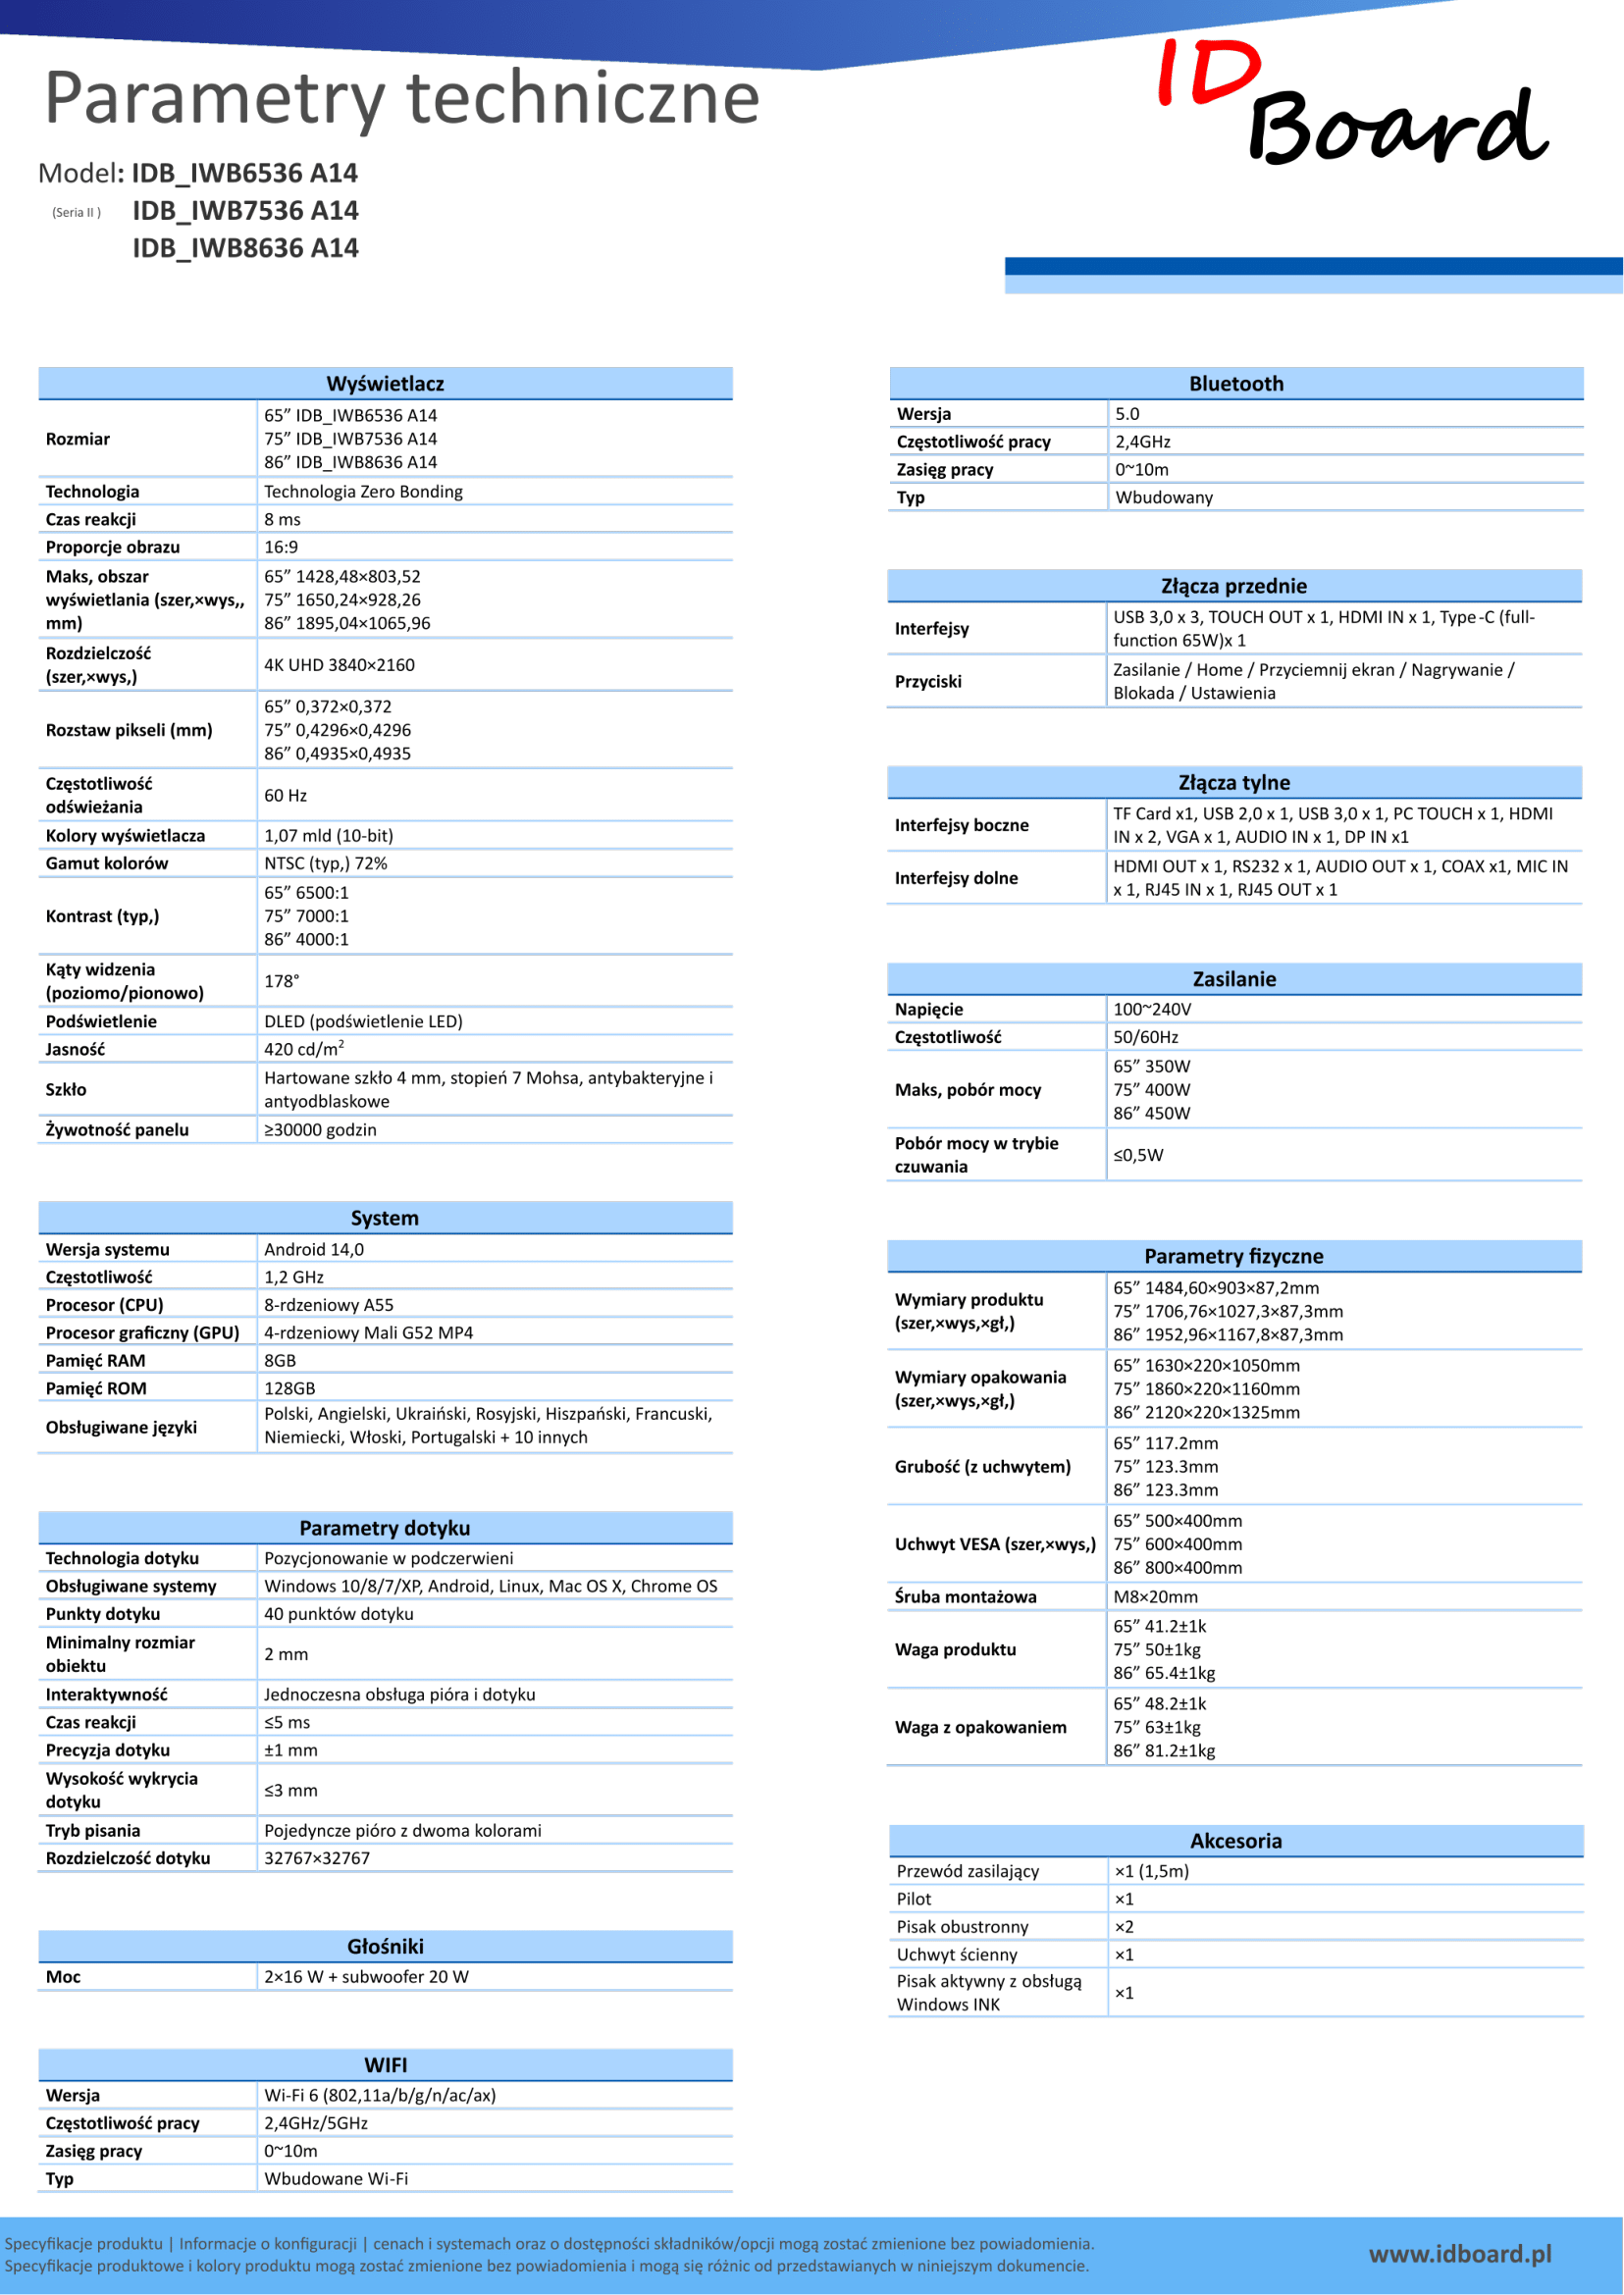 ID
Board
Parametry techniczne
Model: IDB_IWB6536 A14
(Seria II ) IDB_IWB7536 A14
IDB_IWB8636 A14
Wyświetlacz
Rozmiar
65” IDB_IWB6536 A14
75” IDB_IWB7536 A14
86” IDB_IWB8636 A14
Technologia Technologia Zero Bonding
Czas reakcji 8 ms
Proporcje obrazu 16:9
Maks, obszar
wyświetlania (szer,×wys,,
mm)
65” 1428,48×803,52
75” 1650,24×928,26
86” 1895,04×1065,96
Rozdzielczość
(szer,×wys,)
4K UHD 3840×2160
Rozstaw pikseli (mm)
65” 0,372×0,372
75” 0,4296×0,4296
86” 0,4935×0,4935
Częstotliwość
odświeżania
60 Hz
Kolory wyświetlacza 1,07 mld (10-bit)
Gamut kolorów NTSC (typ,) 72%
Kontrast (typ,)
65” 6500:1
75” 7000:1
86” 4000:1
Kąty widzenia
(poziomo/pionowo)
178°
Podświetlenie DLED (podświetlenie LED)
Jasność 420 cd/m²
Szkło
Hartowane szkło 4 mm, stopień 7 Mohsa, antybakteryjne i
antyodblaskowe
Żywotność panelu ≥30000 godzin
System
Wersja systemu Android 14,0
Częstotliwość 1,2 GHz
Procesor (CPU) 8-rdzeniowy A55
Procesor graficzny (GPU) 4-rdzeniowy Mali G52 MP4
Pamięć RAM 8GB
Pamięć ROM 128GB
Obsługiwane języki
Polski, Angielski, Ukraiński, Rosyjski, Hiszpański, Francuski,
Niemiecki, Włoski, Portugalski + 10 innych
Parametry dotyku
Technologia dotyku Pozycjonowanie w podczerwieni
Obsługiwane systemy Windows 10/8/7/XP, Android, Linux, Mac OS X, Chrome OS
Punkty dotyku 40 punktów dotyku
Minimalny rozmiar
obiektu
2 mm
Interaktywność Jednoczesna obsługa pióra i dotyku
Czas reakcji ≤5 ms
Precyzja dotyku ±1 mm
Wysokość wykrycia
dotyku
≤3 mm
Tryb pisania Pojedyncze pióro z dwoma kolorami
Rozdzielczość dotyku 32767×32767
Głośniki
Moc 2×16 W + subwoofer 20 W
WIFI
Wersja Wi-Fi 6 (802,11a/b/g/n/ac/ax)
Częstotliwość pracy 2,4GHz/5GHz
Zasięg pracy 0~10m
Typ Wbudowane Wi-Fi
Bluetooth
Wersja 5.0
Częstotliwość pracy 2,4GHz
Zasięg pracy 0~10m
Typ Wbudowany
Złącza przednie
Interfejsy
USB 3,0 x 3, TOUCH OUT x 1, HDMI IN x 1, Type-C (full-
function 65W)x 1
Przyciski
Zasilanie / Home / Przyciemnij ekran / Nagrywanie /
Blokada / Ustawienia
Złącza tylne
Interfejsy boczne
TF Card x1, USB 2,0 x 1, USB 3,0 x 1, PC TOUCH x 1, HDMI
IN x 2, VGA x 1, AUDIO IN x 1, DP IN x1
Interfejsy dolne
HDMI OUT x 1, RS232 x 1, AUDIO OUT x 1, COAX x1, MIC IN
x 1, RJ45 IN x 1, RJ45 OUT x 1
Zasilanie
Napięcie 100~240V
Częstotliwość 50/60Hz
Maks, pobór mocy
65” 350W
75” 400W
86” 450W
Pobór mocy w trybie
czuwania
≤0,5W
Parametry fizyczne
Wymiary produktu
(szer,×wys,×gł,)
65” 1484,60×903×87,2mm
75” 1706,76×1027,3×87,3mm
86” 1952,96×1167,8×87,3mm
Wymiary opakowania
(szer,×wys,×gł,)
65” 1630×220×1050mm
75” 1860×220×1160mm
86” 2120×220×1325mm
Grubość (z uchwytem)
65” 117.2mm
75” 123.3mm
86” 123.3mm
Uchwyt VESA (szer,×wys,)
65” 500×400mm
75” 600×400mm
86” 800×400mm
Śruba montażowa M8×20mm
Waga produktu
65” 41.2±1k
75” 50±1kg
86” 65.4±1kg
Waga z opakowaniem
65” 48.2±1k
75” 63±1kg
86” 81.2±1kg
Akcesoria
Przewód zasilający ×1 (1,5m)
Pilot ×1
Pisak obustronny ×2
Uchwyt ścienny ×1
Pisak aktywny z obsługą
Windows INK
×1
Specyfikacje produktu | Informacje o konfiguracji | cenach i systemach oraz o dostępności składników/opcji mogą zostać zmienione bez powiadomienia.
Specyfikacje produktowe i kolory produktu mogą zostać zmienione bez powiadomienia i mogą się różnic od przedstawianych w niniejszym dokumencie.
www.idboard.pl